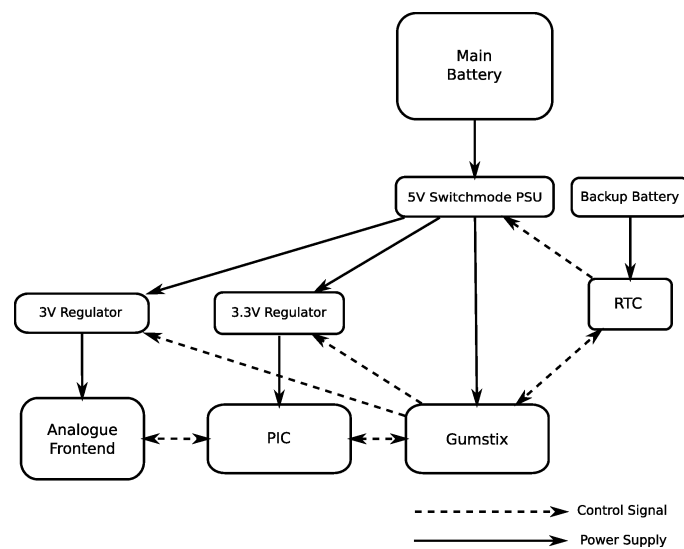 Main
Battery
5V Switchmode PSU
Backup Battery
3V Regulator
3.3V Regulator
RTC
Analogue
Frontend
PIC
Gumstix
Control Signal
Power Supply